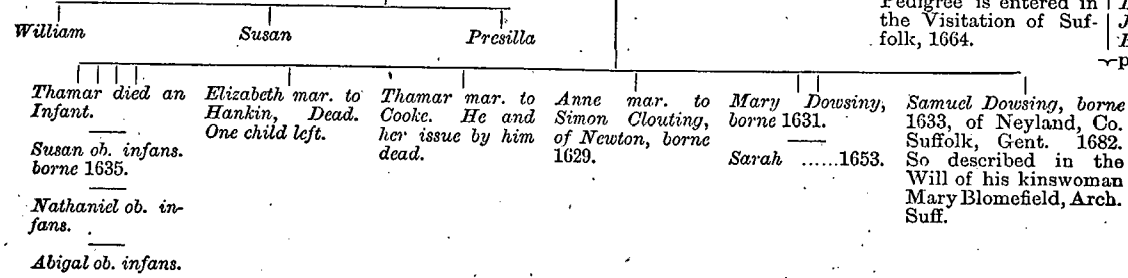 Pedigree is entered in
the Visitation of Suf-
folk, 1664.
William
Susan
Presilla
Thamar died an
Infant.
Susan ob. infans.
borne 1635.
Nathaniel ob. in-
fans.
Abigal ob. infans.
Elizabeth mar. to
Hankin, Dead.
One child left.
Thamar mar. to
Cooke. He and
her issue by him
dead.
Anne mar. to
Simon Clouting,
of Newton, borne
1629.
Mary Dowsiny,
borne 1631.
Sarah ......1653.
Samuel Dowsing, borne
1633, of Neyland, Co.
Suffolk, Gent. 1682.
So described in the
Will of his kinswoman
Mary Blomefield, Arch.
Suff.